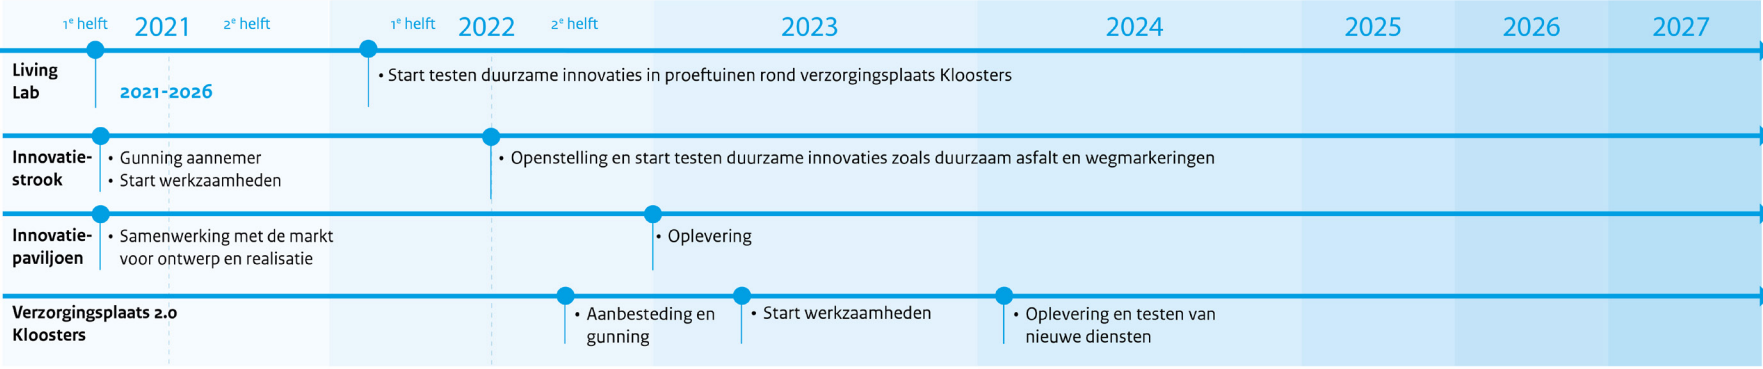 1e helft 2021 2e helft 1e helft 2022 2e helft 2023 2024 2025 2026 2027
Living
Lab
2021-2026
• Start testen duurzame innovaties in proeftuinen rond verzorgingsplaats Kloosters
Innovatie-
strook
• Gunning aannemer
• Start werkzaamheden
• Openstelling en start testen duurzame innovaties zoals duurzaam asfalt en wegmarkeringen
Innovatie-
paviljoen
• Samenwerking met de markt
voor ontwerp en realisatie
• Oplevering
Verzorgingsplaats 2.0
Kloosters
• Aanbesteding en
gunning
• Start werkzaamheden
• Oplevering en testen van
nieuwe diensten